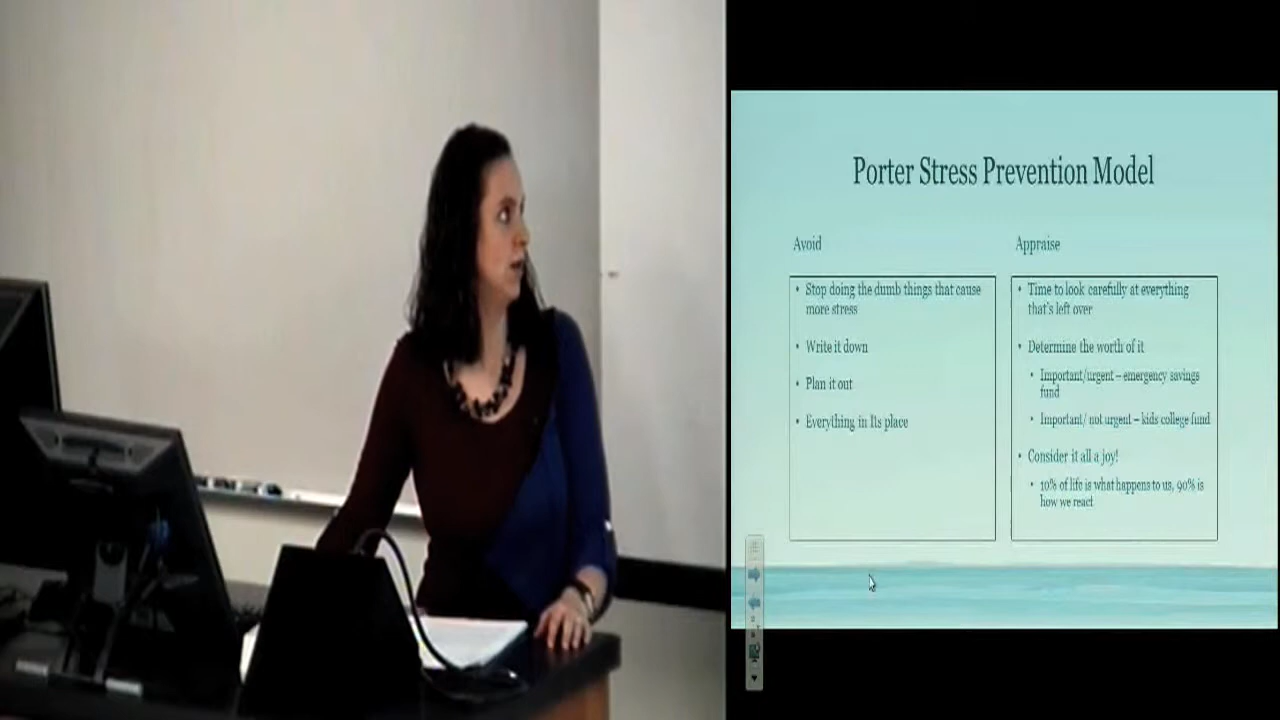 Porter Stress Prevention Model
Avoid
• Stop doing the dumb things that cause
more stress
• Write it down
• Plan it out
• Everything in Its place
Appraise
• Time to look carefully at everything
that's left over
• Determine the worth of it
• Important/urgent – emergency savings
fund
• Important/ not urgent – kids college fund
• Consider it all a joy!
• 10% of life is what happens to us, 90% is
how we react